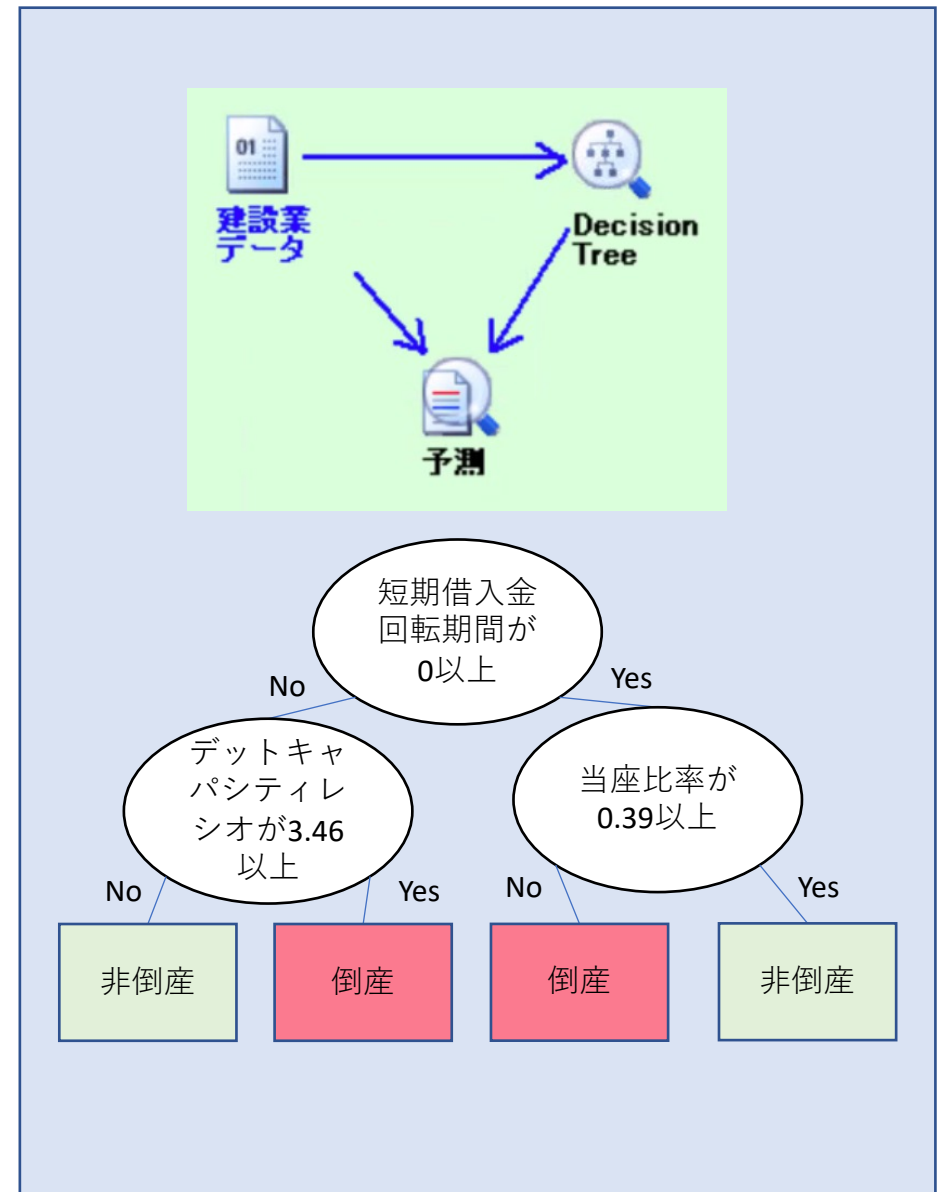 01
建設業
データ
Decision
Tree
予測
短期借入金
回転期間が
0以上
No
Yes
デットキャ
パシティレ
シオが3.46
以上
当座比率が
0.39以上
No
Yes
No
Yes
非倒産
倒産
倒産
非倒産